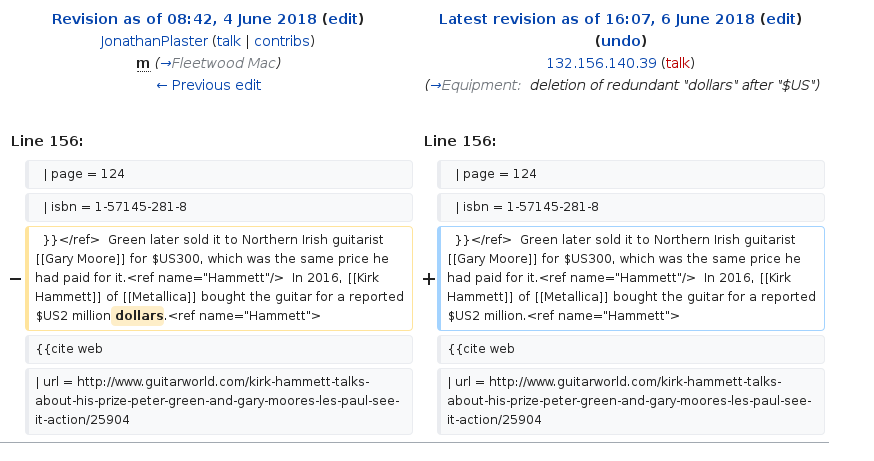 Revision as of 08:42, 4 June 2018 (edit)
JonathanPlaster (talk | contribs)
m (→Fleetwood Mac)
← Previous edit
Latest revision as of 16:07, 6 June 2018 (edit)
(undo)
132.156.140.39 (talk)
(→Equipment: deletion of redundant "dollars" after "$US")
Line 156:
| page = 124
| isbn = 1-57145-281-8
− }}</ref> Green later sold it to Northern Irish guitarist
[[Gary Moore]] for $US300, which was the same price he
had paid for it.<ref name="Hammett"/> In 2016, [[Kirk
Hammett]] of [[Metallica]] bought the guitar for a reported
$US2 million dollars.<ref name="Hammett">
{{cite web
| url = http://www.guitarworld.com/kirk-hammett-talks-
about-his-prize-peter-green-and-gary-moores-les-paul-see-
it-action/25904
Line 156:
| page = 124
| isbn = 1-57145-281-8
+ }}</ref> Green later sold it to Northern Irish guitarist
[[Gary Moore]] for $US300, which was the same price he
had paid for it.<ref name="Hammett"/> In 2016, [[Kirk
Hammett]] of [[Metallica]] bought the guitar for a reported
$US2 million.<ref name="Hammett">
{{cite web
| url = http://www.guitarworld.com/kirk-hammett-talks-
about-his-prize-peter-green-and-gary-moores-les-paul-see-
it-action/25904